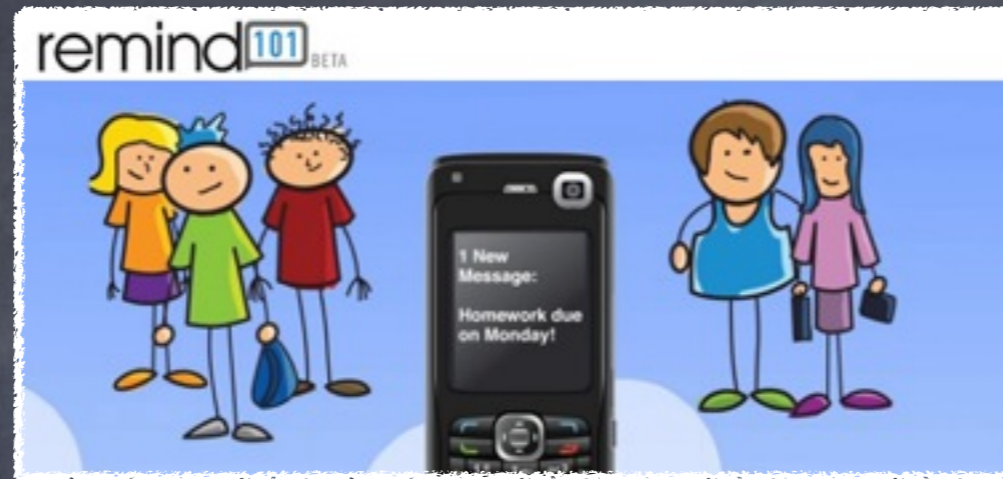 remind101 BETA
1 New
Message:
Homework due
on Monday!